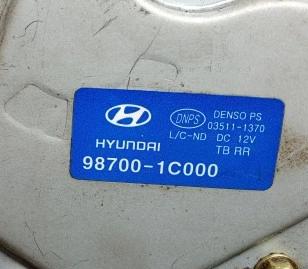 DNPS DENSO PS
03511-1370
L/C-ND DC 12V
HYUNDAI TB RR
98700-1C000